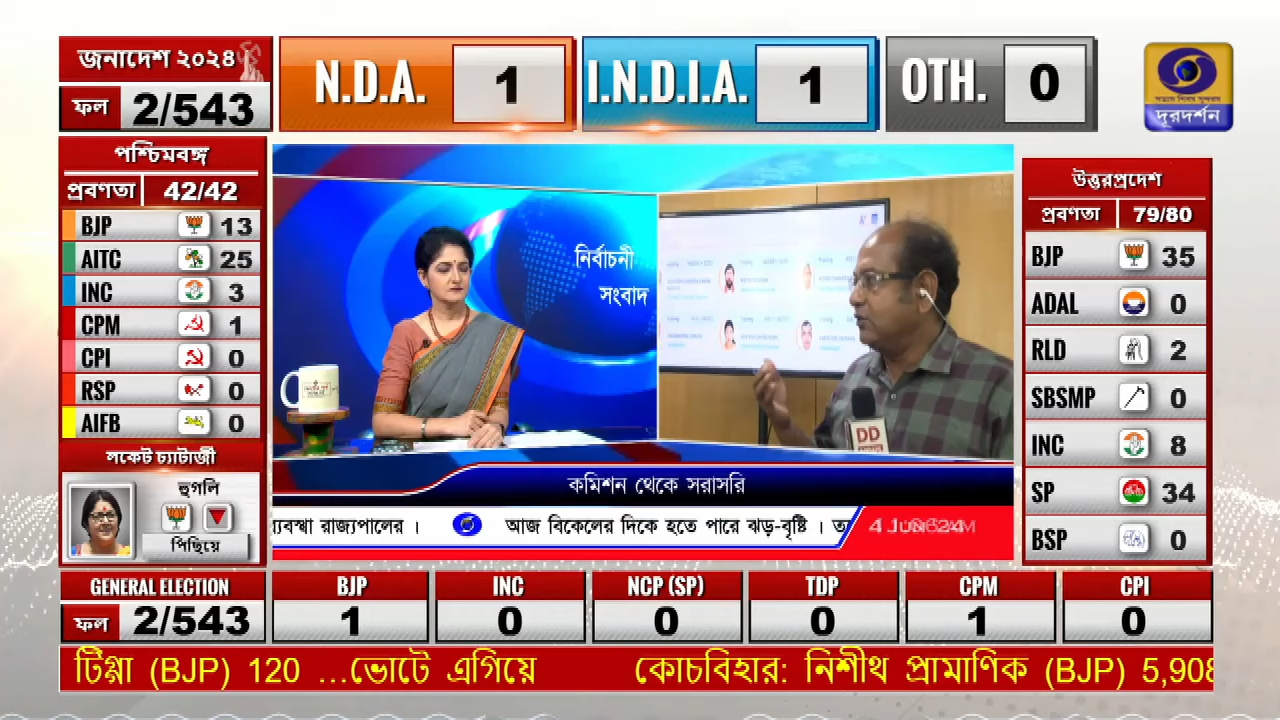 জনাদেশ ২০২৪
ফল 2/543
N.D.A. 1
I.N.D.I.A. 1
OTH. 0
সত্যম শিবম সুন্দরম
দূরদর্শন
পশ্চিমবঙ্গ
প্রবণতা 42/42
BJP 13
AITC 25
INC 3
CPM 1
CPI 0
RSP 0
AIFB 0
লকেট চ্যাটার্জী
হুগলি
পিছিয়ে
নির্বাচনী
সংবাদ
DD
উত্তরপ্রদেশ
প্রবণতা 79/80
BJP 35
ADAL 0
RLD 2
SBSMP 0
INC 8
SP 34
BSP 0
কমিশন থেকে সরাসরি
ব্যবস্থা রাজ্যপালের । আজ বিকেলের দিকে হতে পারে ঝড়-বৃষ্টি ।
GENERAL ELECTION
ফল 2/543
BJP 1
INC 0
NCP (SP) 0
TDP 0
CPM 1
CPI 0
টিগ্গা (BJP) 120 ...ভোটে এগিয়ে কোচবিহার: নিশীথ প্রামাণিক (BJP) 5,908